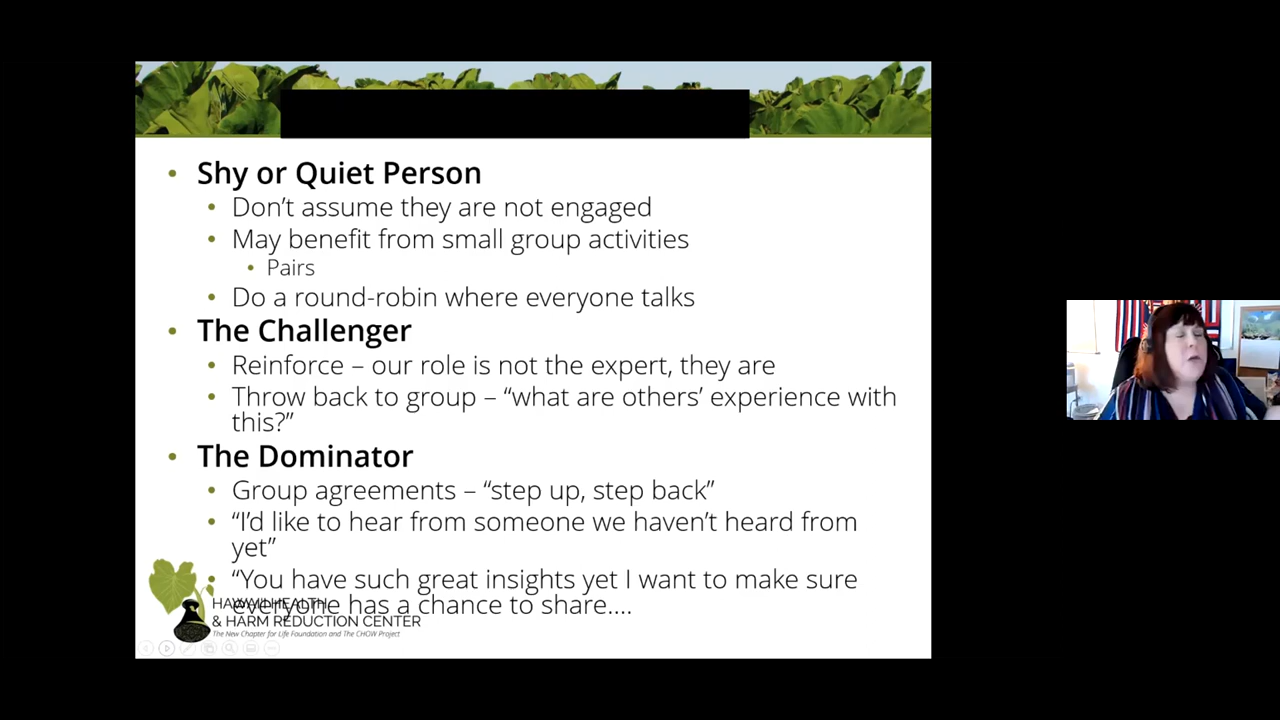 Shy or Quiet Person
Don't assume they are not engaged
May benefit from small group activities
Pairs
Do a round-robin where everyone talks
The Challenger
Reinforce – our role is not the expert, they are
Throw back to group – “what are others’ experience with
this?”
The Dominator
Group agreements – “step up, step back”
“I’d like to hear from someone we haven’t heard from
yet”
“You have such great insights yet I want to make sure
everyone has a chance to share....
HAWAI‘I HEALTH
& HARM REDUCTION CENTER
The New Chapter for Life Foundation and The CHOW Project